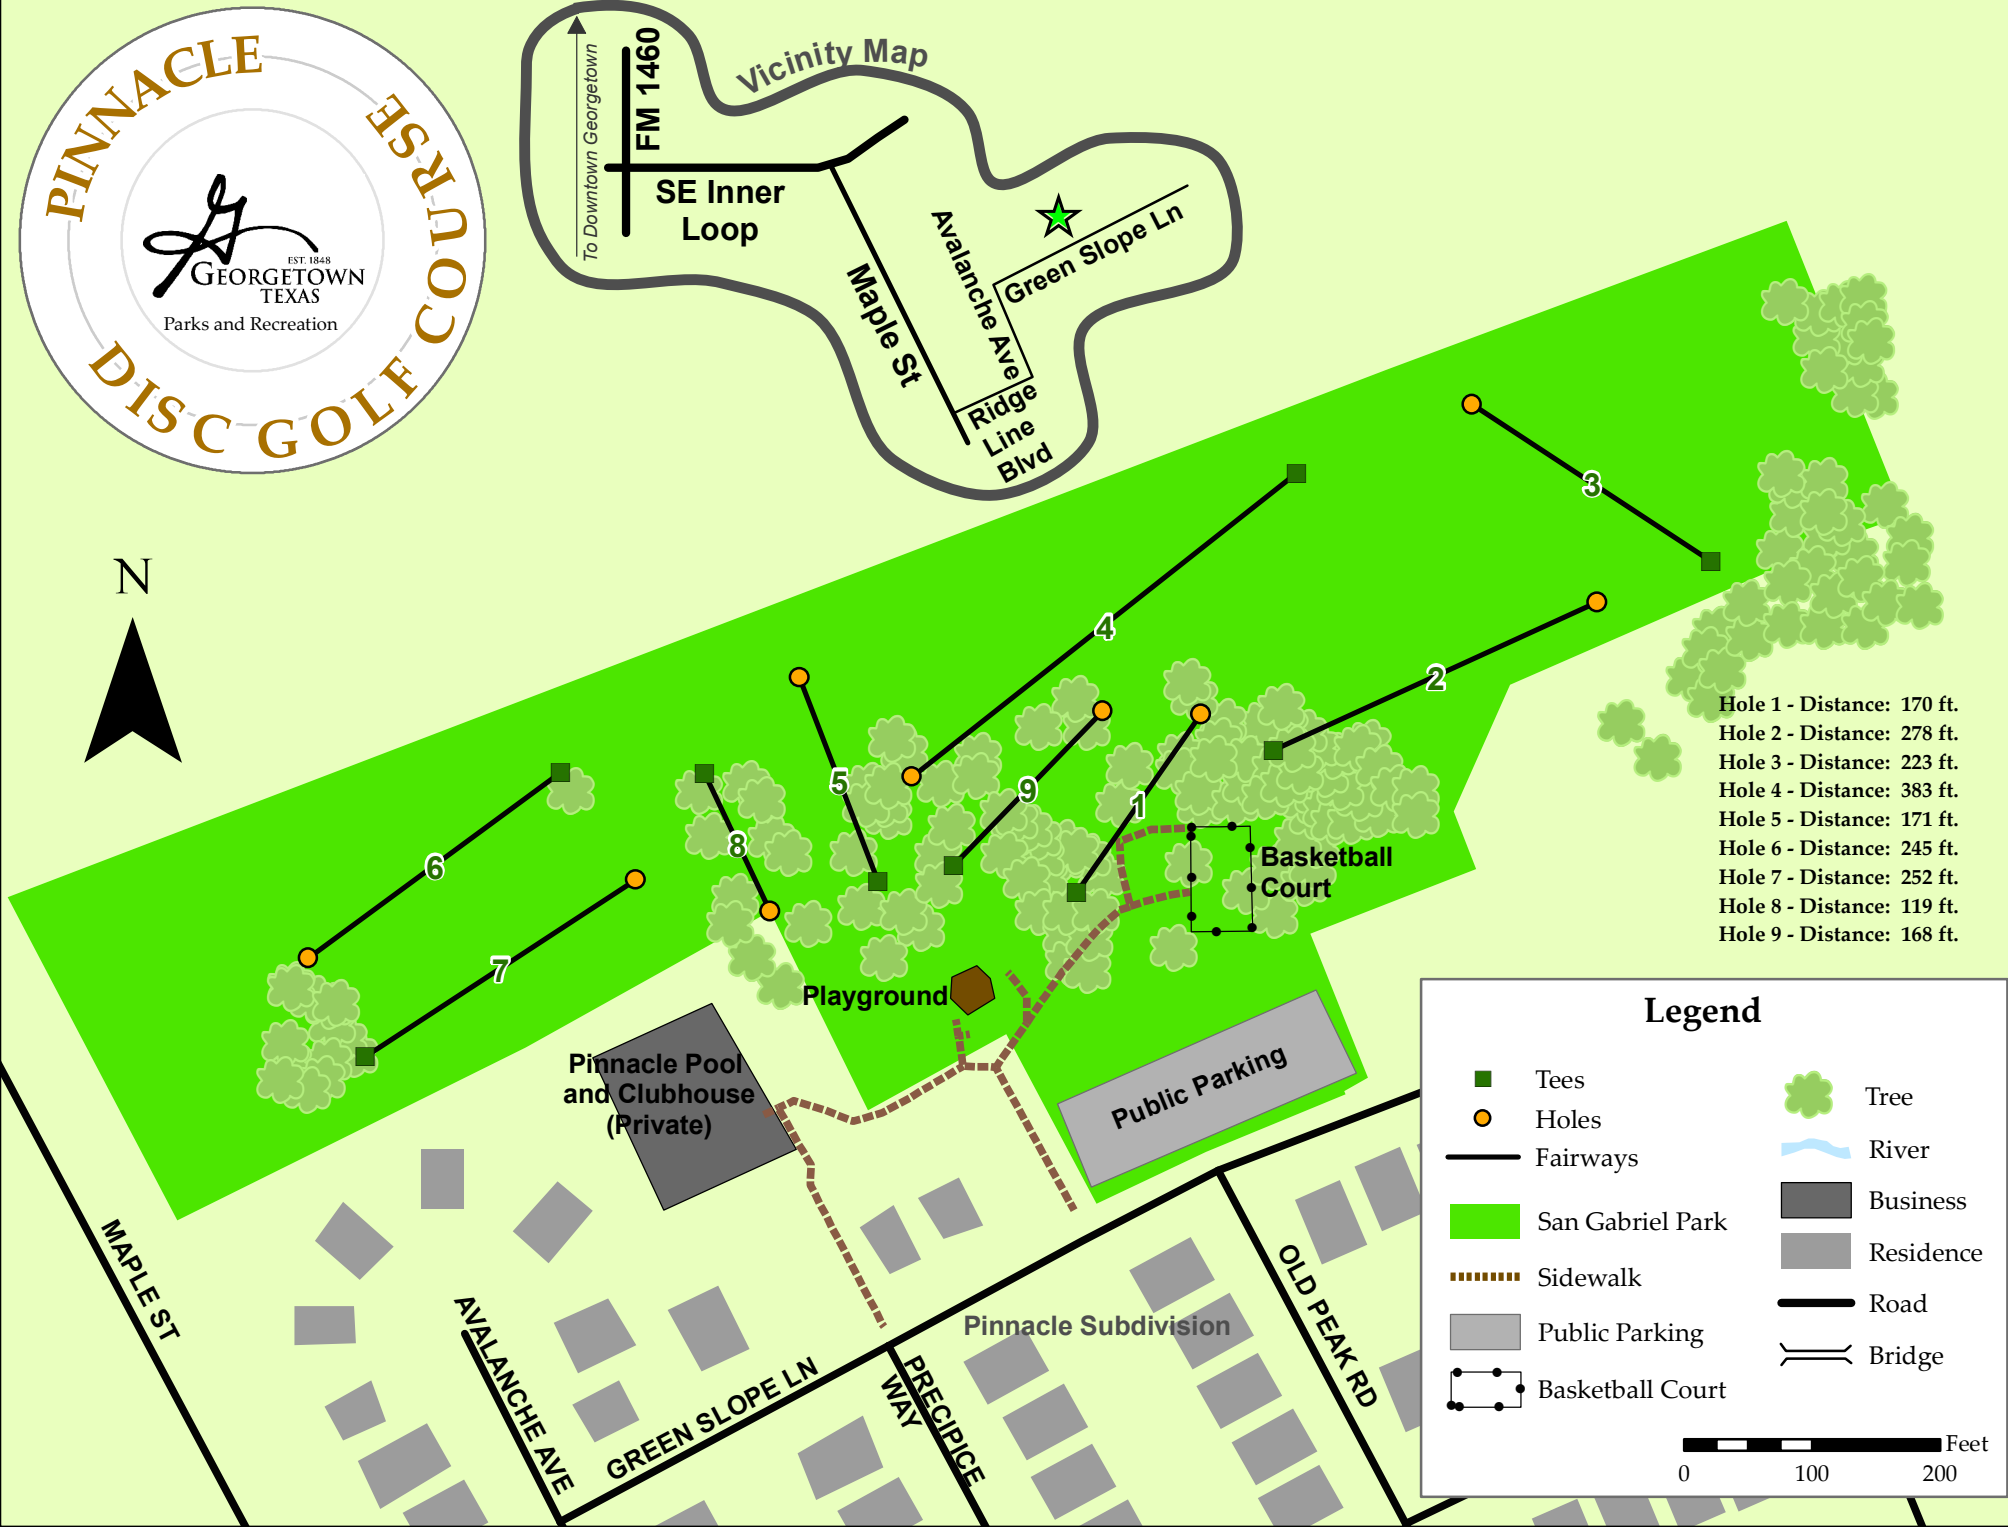 PINNACLE
DISC GOLF COURSE
EST. 1848
GEORGETOWN
TEXAS
Parks and Recreation
Vicinity Map
To Downtown Georgetown
FM 1460
SE Inner
Loop
Maple St
Avalanche Ave
Green Slope Ln
Ridge
Line
Blvd
N
3
4
2
5
9
1
8
6
7
Hole 1 - Distance: 170 ft.
Hole 2 - Distance: 278 ft.
Hole 3 - Distance: 223 ft.
Hole 4 - Distance: 383 ft.
Hole 5 - Distance: 171 ft.
Hole 6 - Distance: 245 ft.
Hole 7 - Distance: 252 ft.
Hole 8 - Distance: 119 ft.
Hole 9 - Distance: 168 ft.
Basketball
Court
Playground
Pinnacle Pool
and Clubhouse
(Private)
Public Parking
MAPLE ST
AVALANCHE AVE
GREEN SLOPE LN
PRECIPICE
WAY
OLD PEAK RD
Pinnacle Subdivision
Legend
Tees
Holes
Fairways
San Gabriel Park
Sidewalk
Public Parking
Basketball Court
Tree
River
Business
Residence
Road
Bridge
Feet
0 100 200